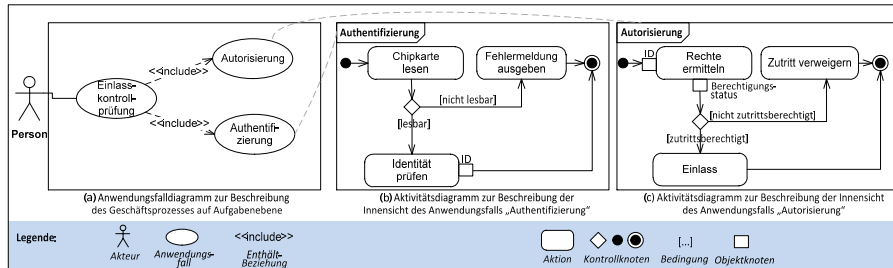 Person
Einlass-
kontroll-
prüfung
<<include>>
<<include>>
Autorisierung
Authentifi-
zierung
(a) Anwendungsfalldiagramm zur Beschreibung
des Geschäftsprozesses auf Aufgabenebene
Authentifizierung
Chipkarte
lesen
Fehlermeldung
ausgeben
[nicht lesbar]
[lesbar]
Identität
prüfen
ID
(b) Aktivitätsdiagramm zur Beschreibung der
Innensicht des Anwendungsfalls „Authentifizierung“
Autorisierung
ID
Rechte
ermitteln
Zutritt verweigern
Berechtigungs-
status
[nicht zutrittsberechtigt]
[zutrittsberechtigt]
Einlass
(c) Aktivitätsdiagramm zur Beschreibung der Innensicht
des Anwendungsfalls „Autorisierung“
Legende:
Akteur
Anwendungs-
fall
<<include>>
Enthält-
Beziehung
Aktion
Kontrollknoten
[...]
Bedingung
Objektknoten